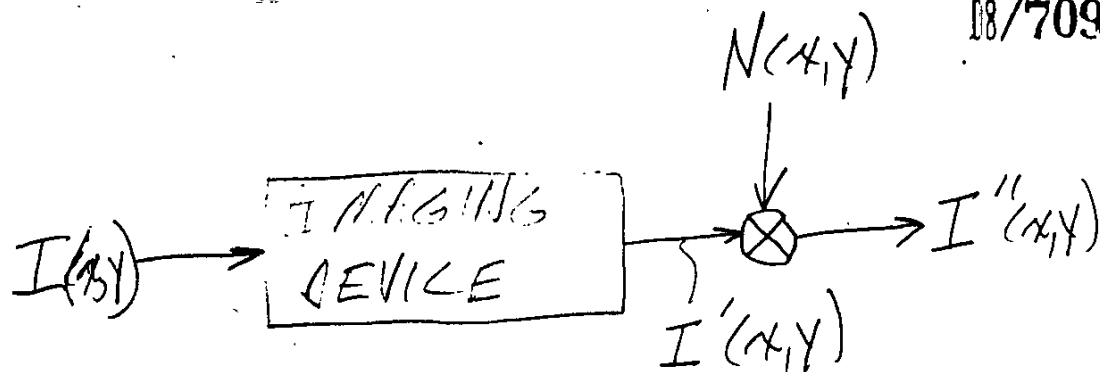 08/709
N(x,y)
IMAGING
DEVICE
I(x,y)
I''(x,y)
I'(x,y)